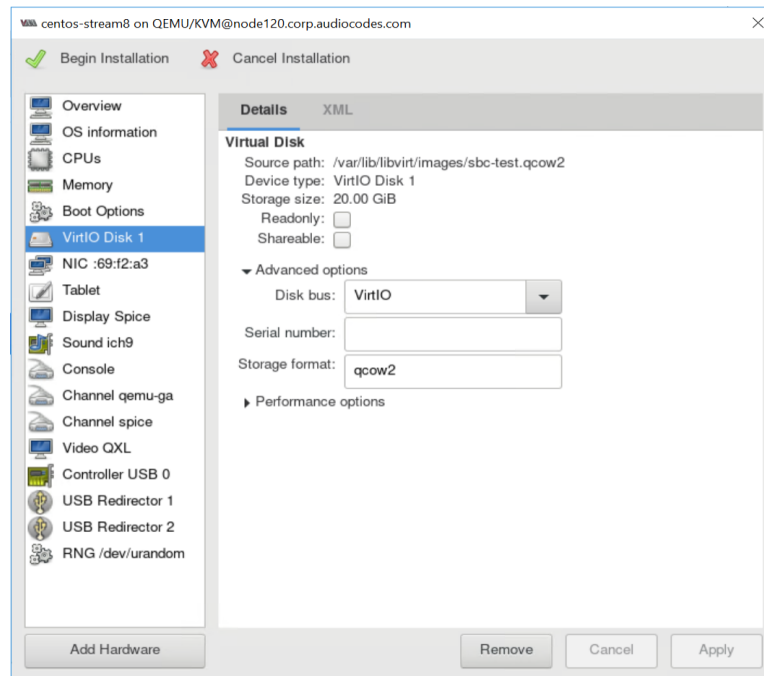 centos-stream8 on QEMU/KVM@node120.corp.audiocodes.com
Begin Installation
Cancel Installation
Overview
OS information
CPUs
Memory
Boot Options
VirtIO Disk 1
NIC :69:f2:a3
Tablet
Display Spice
Sound ich9
Console
Channel qemu-ga
Channel spice
Video QXL
Controller USB 0
USB Redirector 1
USB Redirector 2
RNG /dev/urandom
Add Hardware
Details XML
Virtual Disk
Source path: /var/lib/libvirt/images/sbc-test.qcow2
Device type: VirtIO Disk 1
Storage size: 20.00 GiB
Readonly:
Shareable:
Advanced options
Disk bus: VirtIO
Serial number:
Storage format: qcow2
Performance options
Remove Cancel Apply